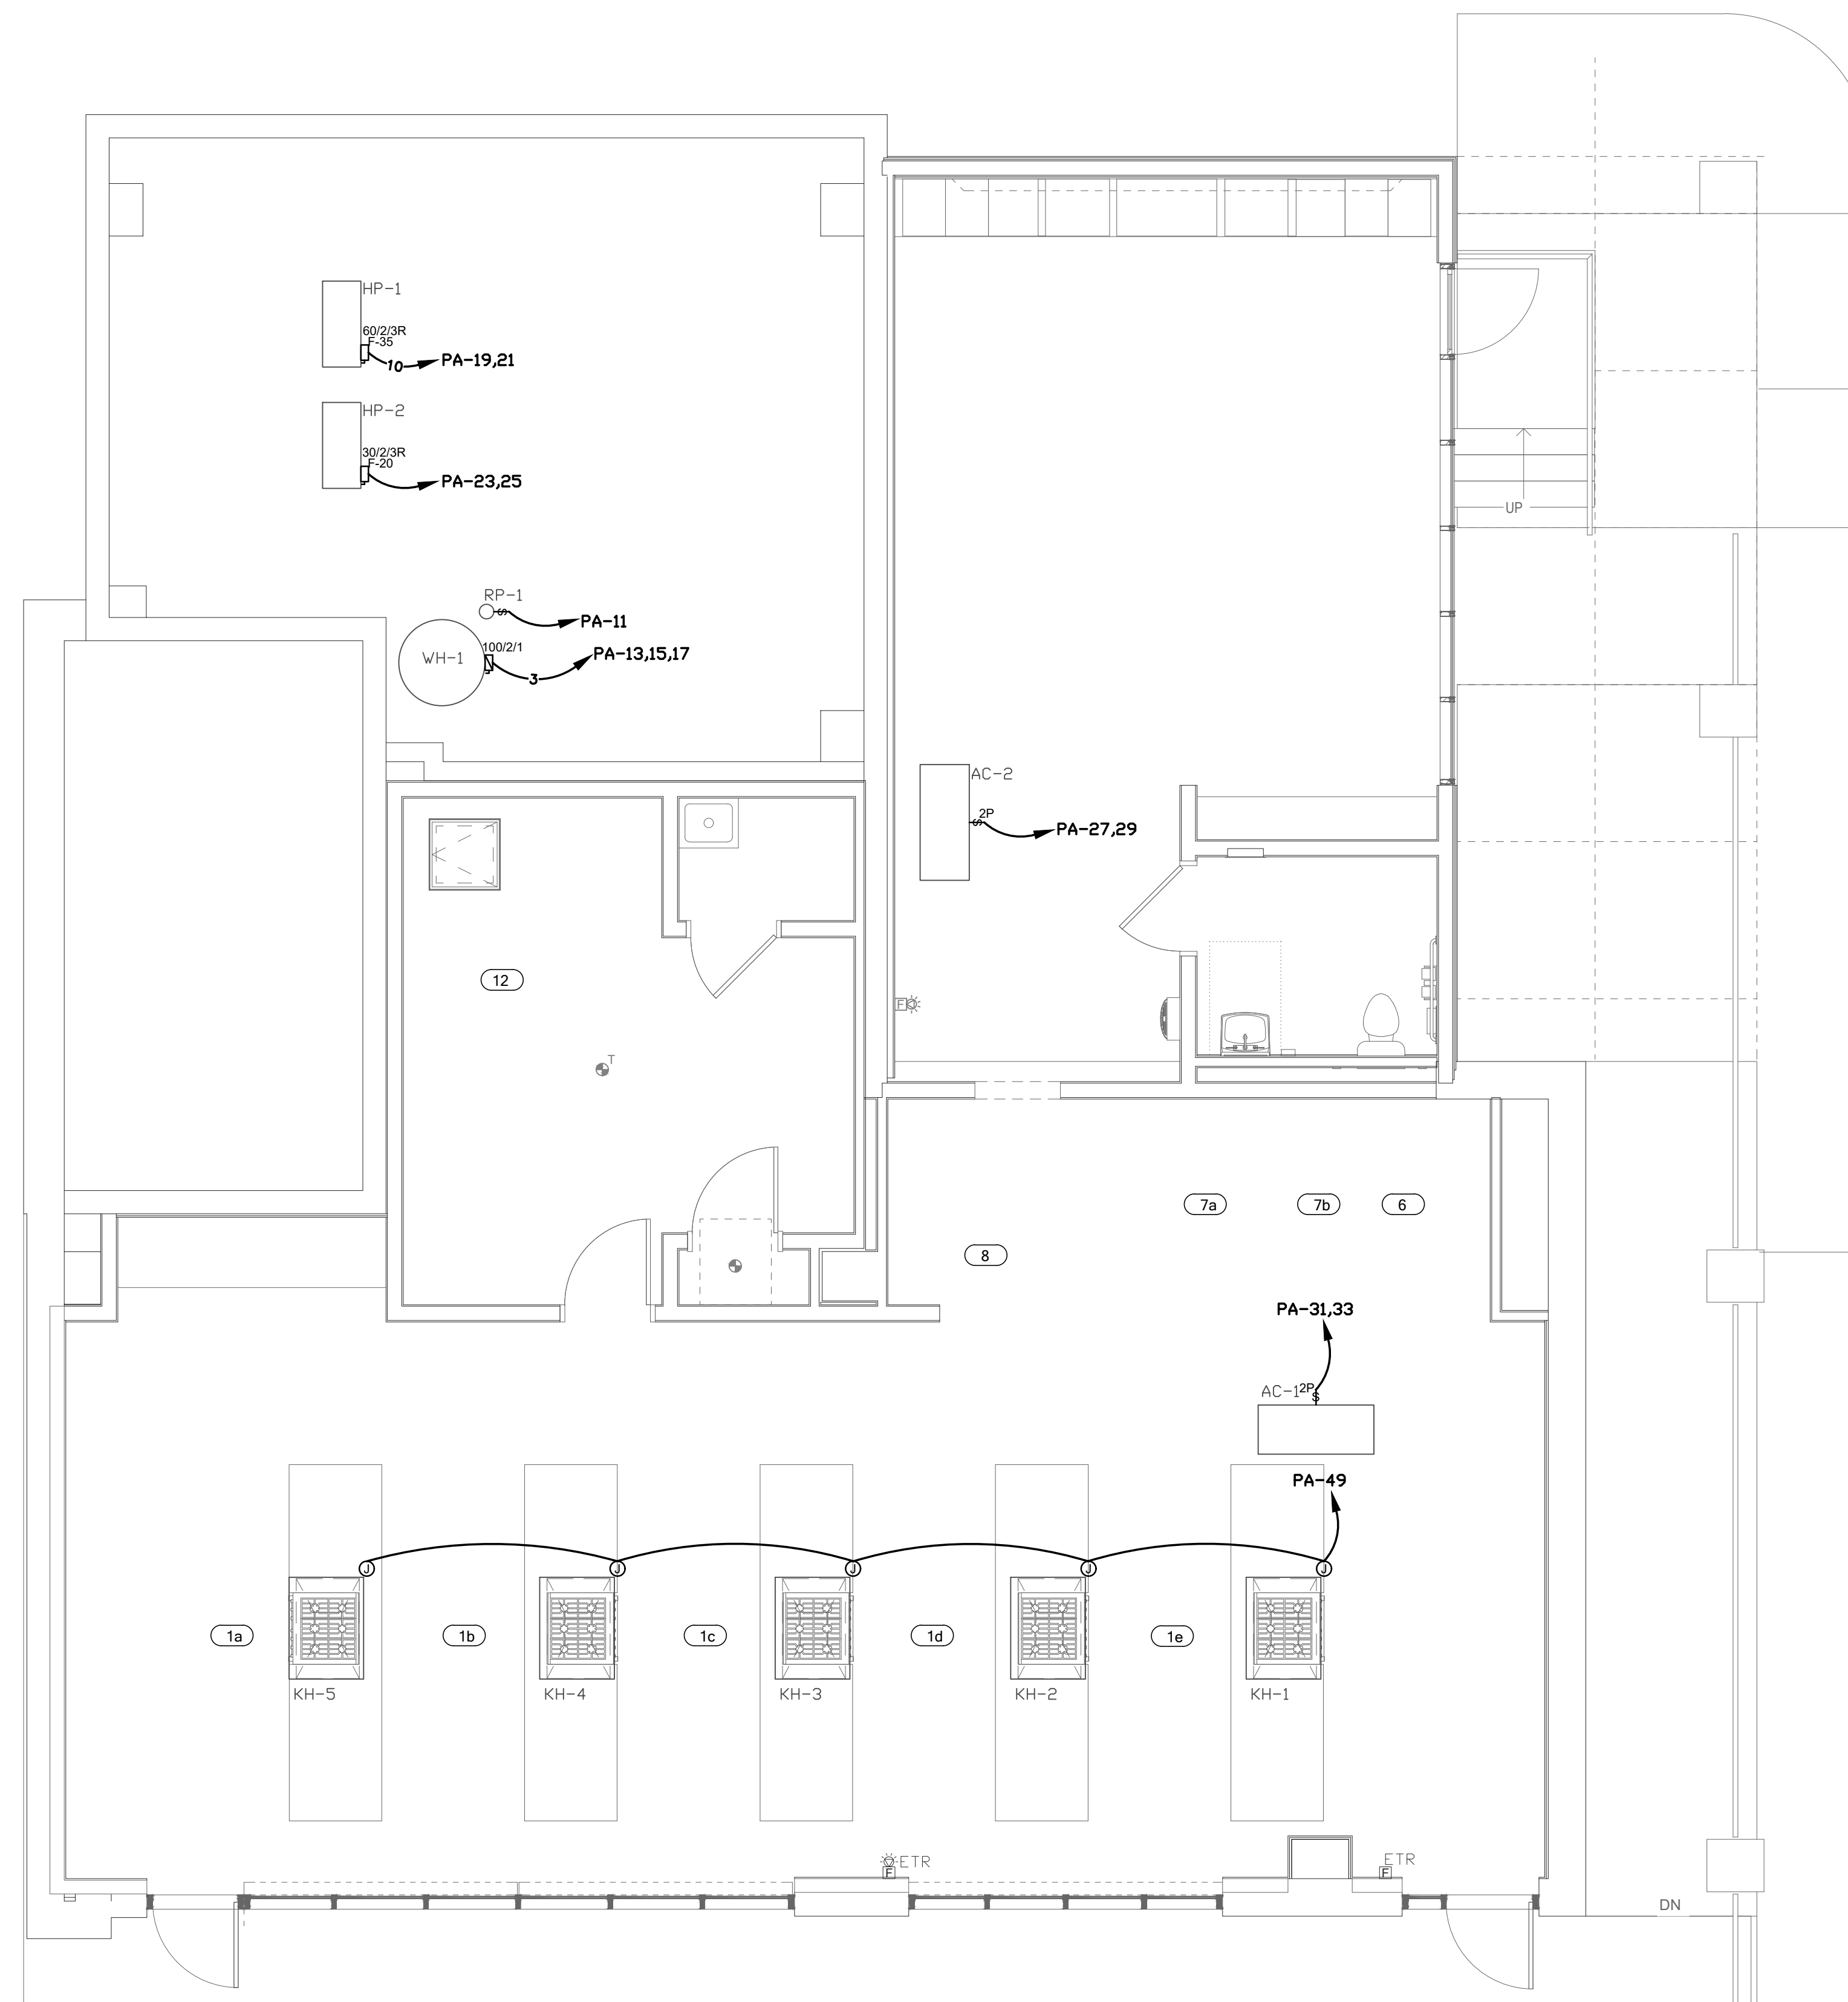 HP-1
60/2/3R
F-35
10
PA-19,21
HP-2
30/2/3R
F-20
PA-23,25
UP
RP-1
S
PA-11
WH-1
100/2/1
PA-13,15,17
3
AC-2
2P
S
PA-27,29
12
F
T
7a
7b
6
8
PA-31,33
AC-1
2P
S
PA-49
J
J
J
J
J
1a
1b
1c
1d
1e
KH-5
KH-4
KH-3
KH-2
KH-1
ETR
F
ETR
F
DN